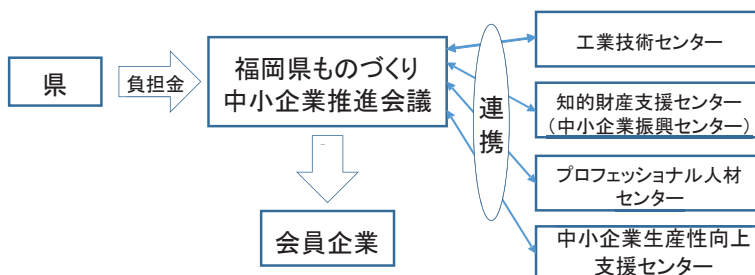 県
負担金
福岡県ものづくり
中小企業推進会議
会員企業
連携
工業技術センター
知的財産支援センター
(中小企業振興センター)
プロフェッショナル人材
センター
中小企業生産性向上
支援センター